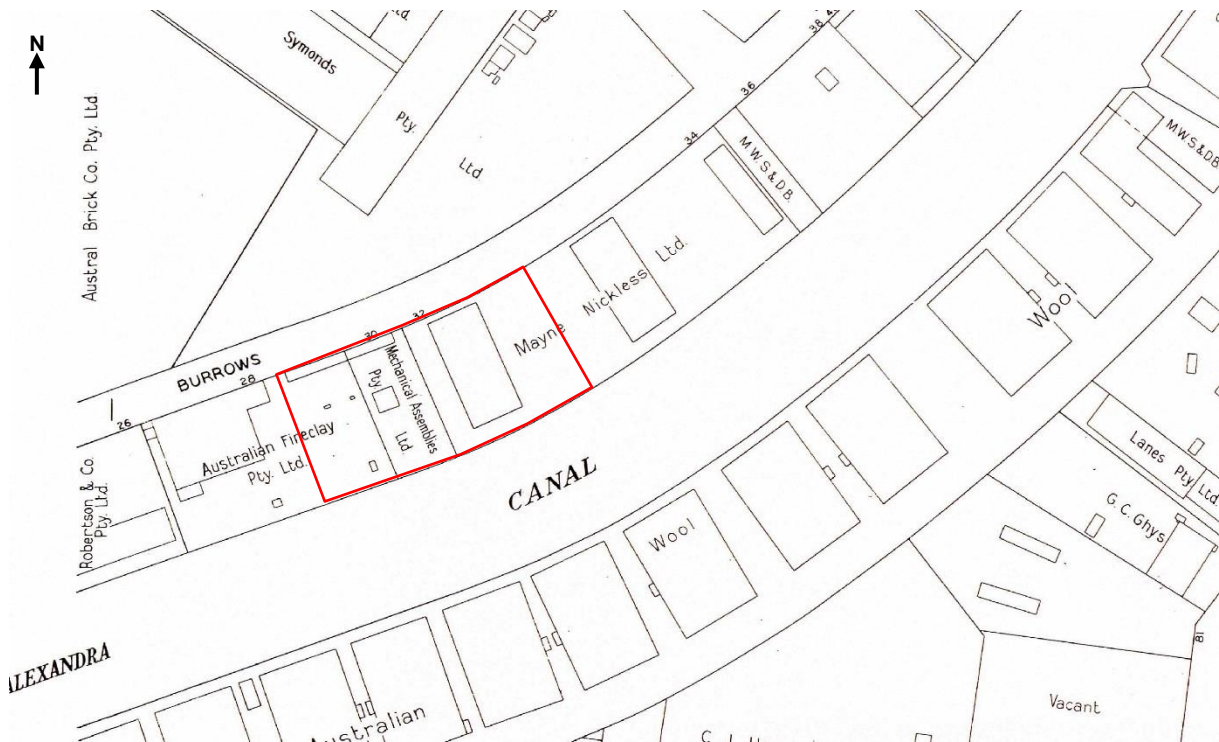 N
Symonds
Pty.
Ltd
Austral Brick Co. Pty. Ltd.
38
36
34
M.W.S.&D.B.
M.W.S.&D.B.
Mayne Nickless Ltd.
32
30
28
26
BURROWS
Mechanical Assemblies
Pty.
Ltd
Australian Fireclay
Pty. Ltd.
Robertson & Co.
Pty. Ltd.
CANAL
Wool
Wool
Lanes Pty. Ltd.
G.C.Ghys
81
Vacant
ALEXANDRA
Australian